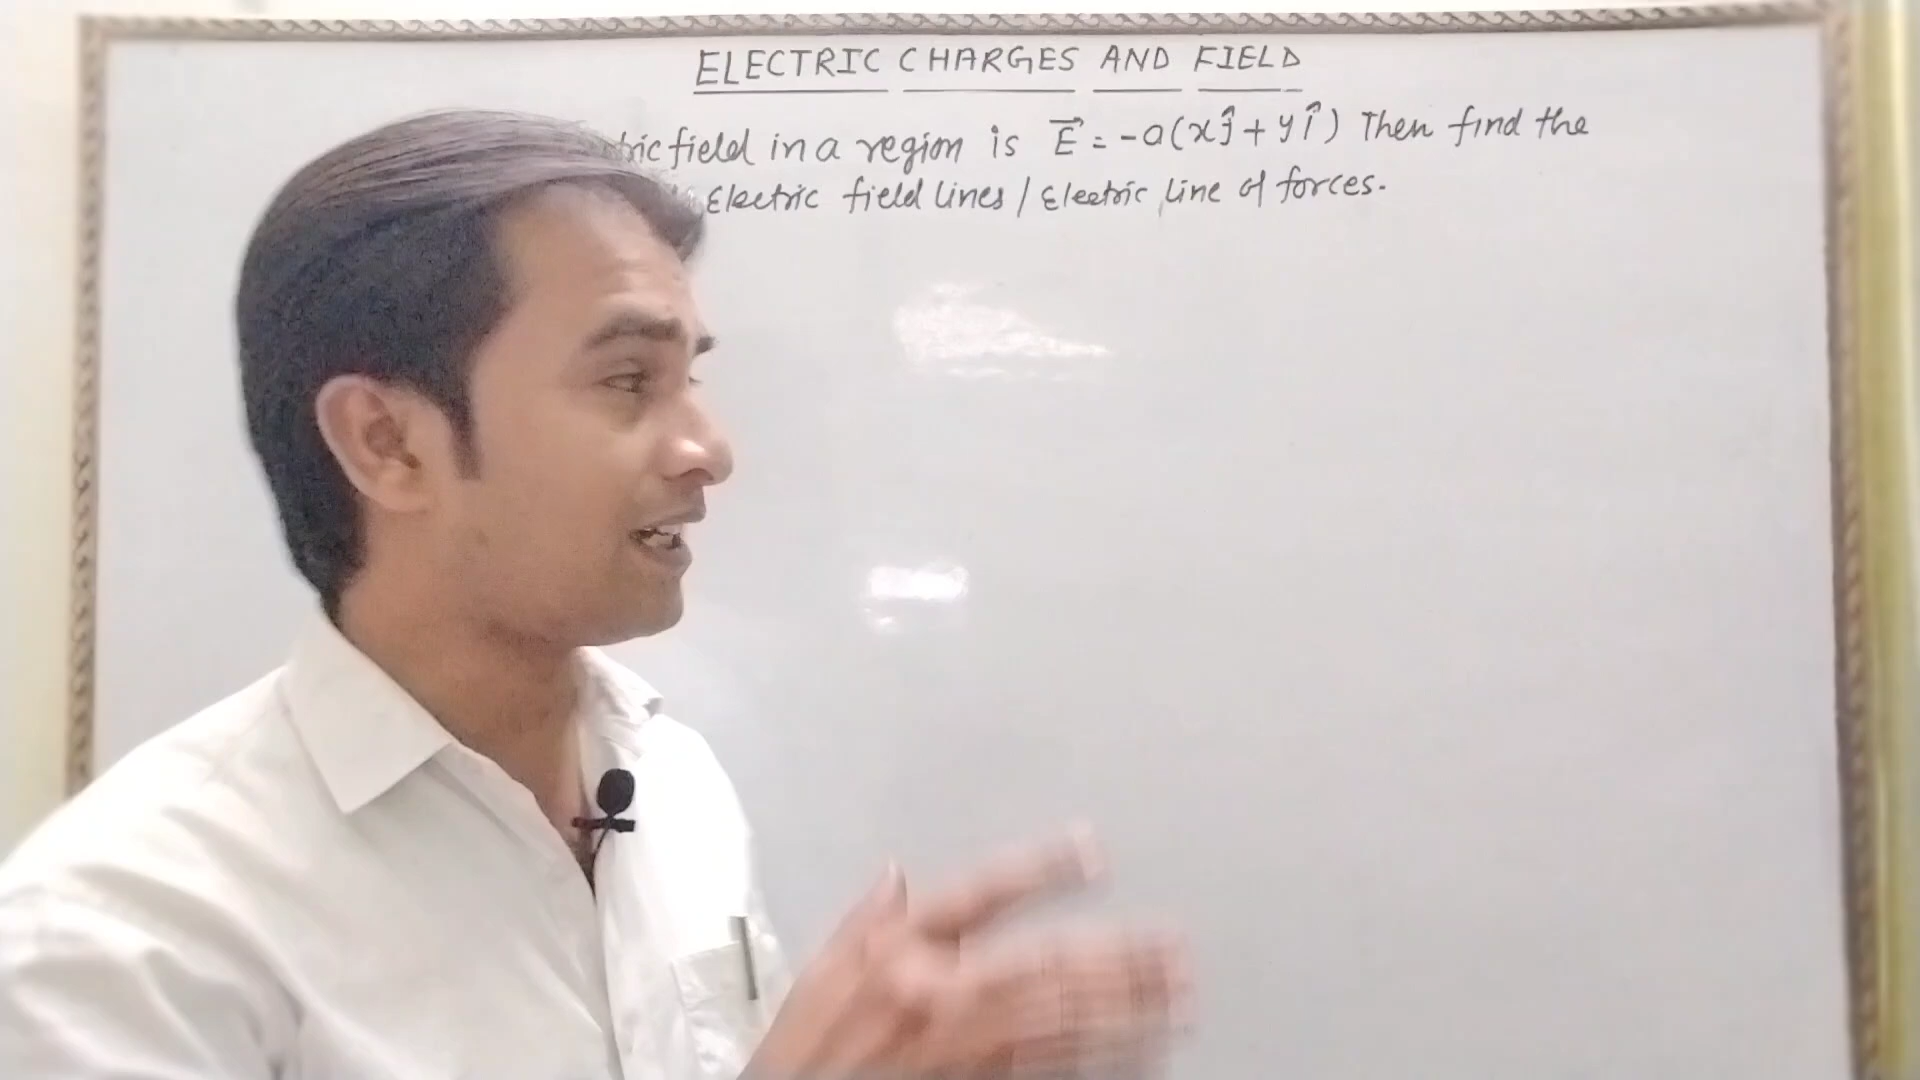 ELECTRIC CHARGES AND FIELD
field in a region is E⃗ = -a(xĵ + yî) Then find the
Electric field lines / Electric line of forces.